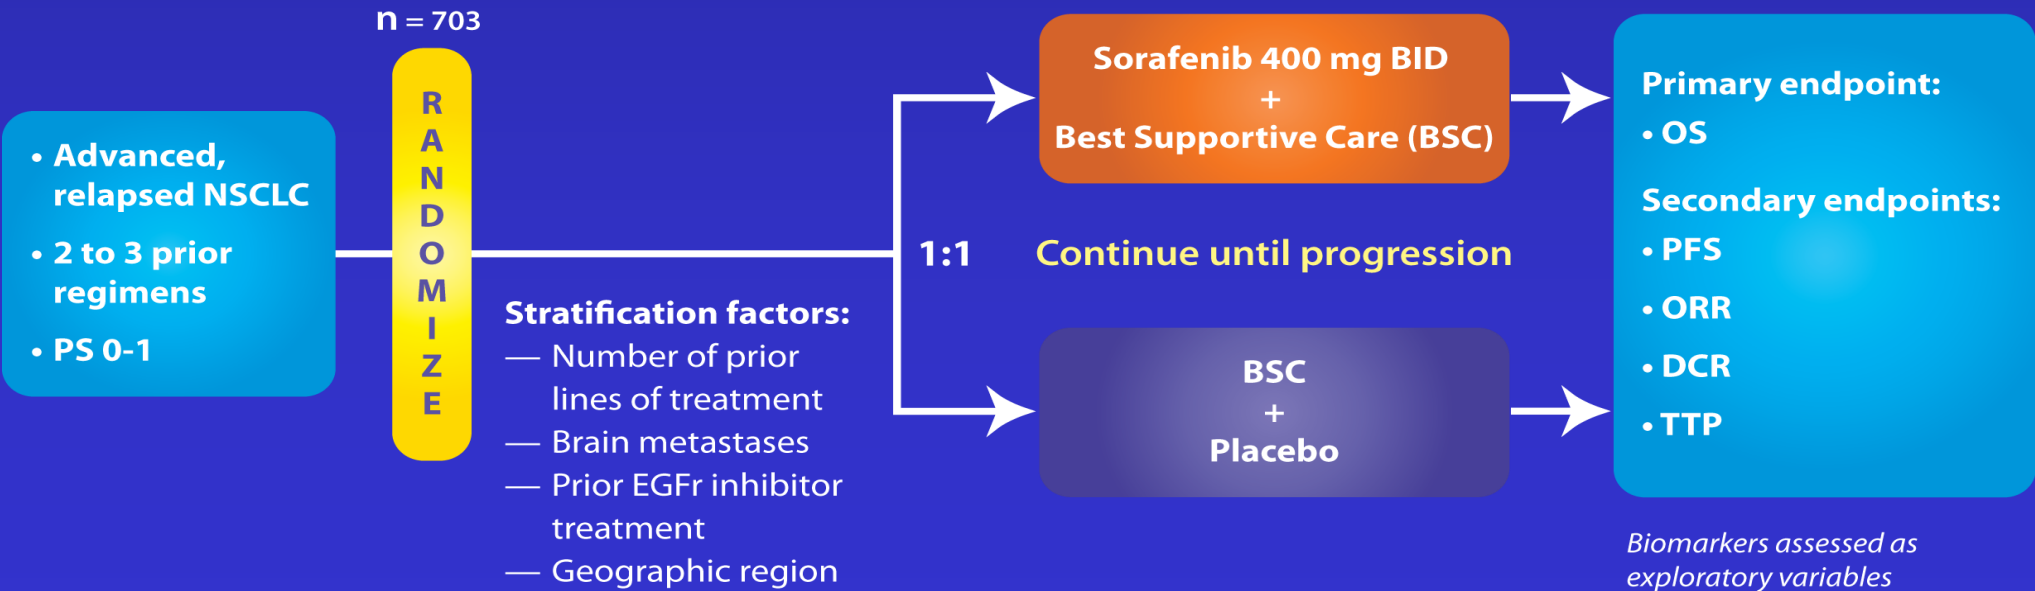 n = 703
• Advanced,
relapsed NSCLC
• 2 to 3 prior
regimens
• PS 0-1
RANDOMIZE
Stratification factors:
— Number of prior
lines of treatment
— Brain metastases
— Prior EGFr inhibitor
treatment
— Geographic region
1:1
Sorafenib 400 mg BID
+
Best Supportive Care (BSC)
Continue until progression
BSC
+
Placebo
Primary endpoint:
• OS
Secondary endpoints:
• PFS
• ORR
• DCR
• TTP
Biomarkers assessed as
exploratory variables